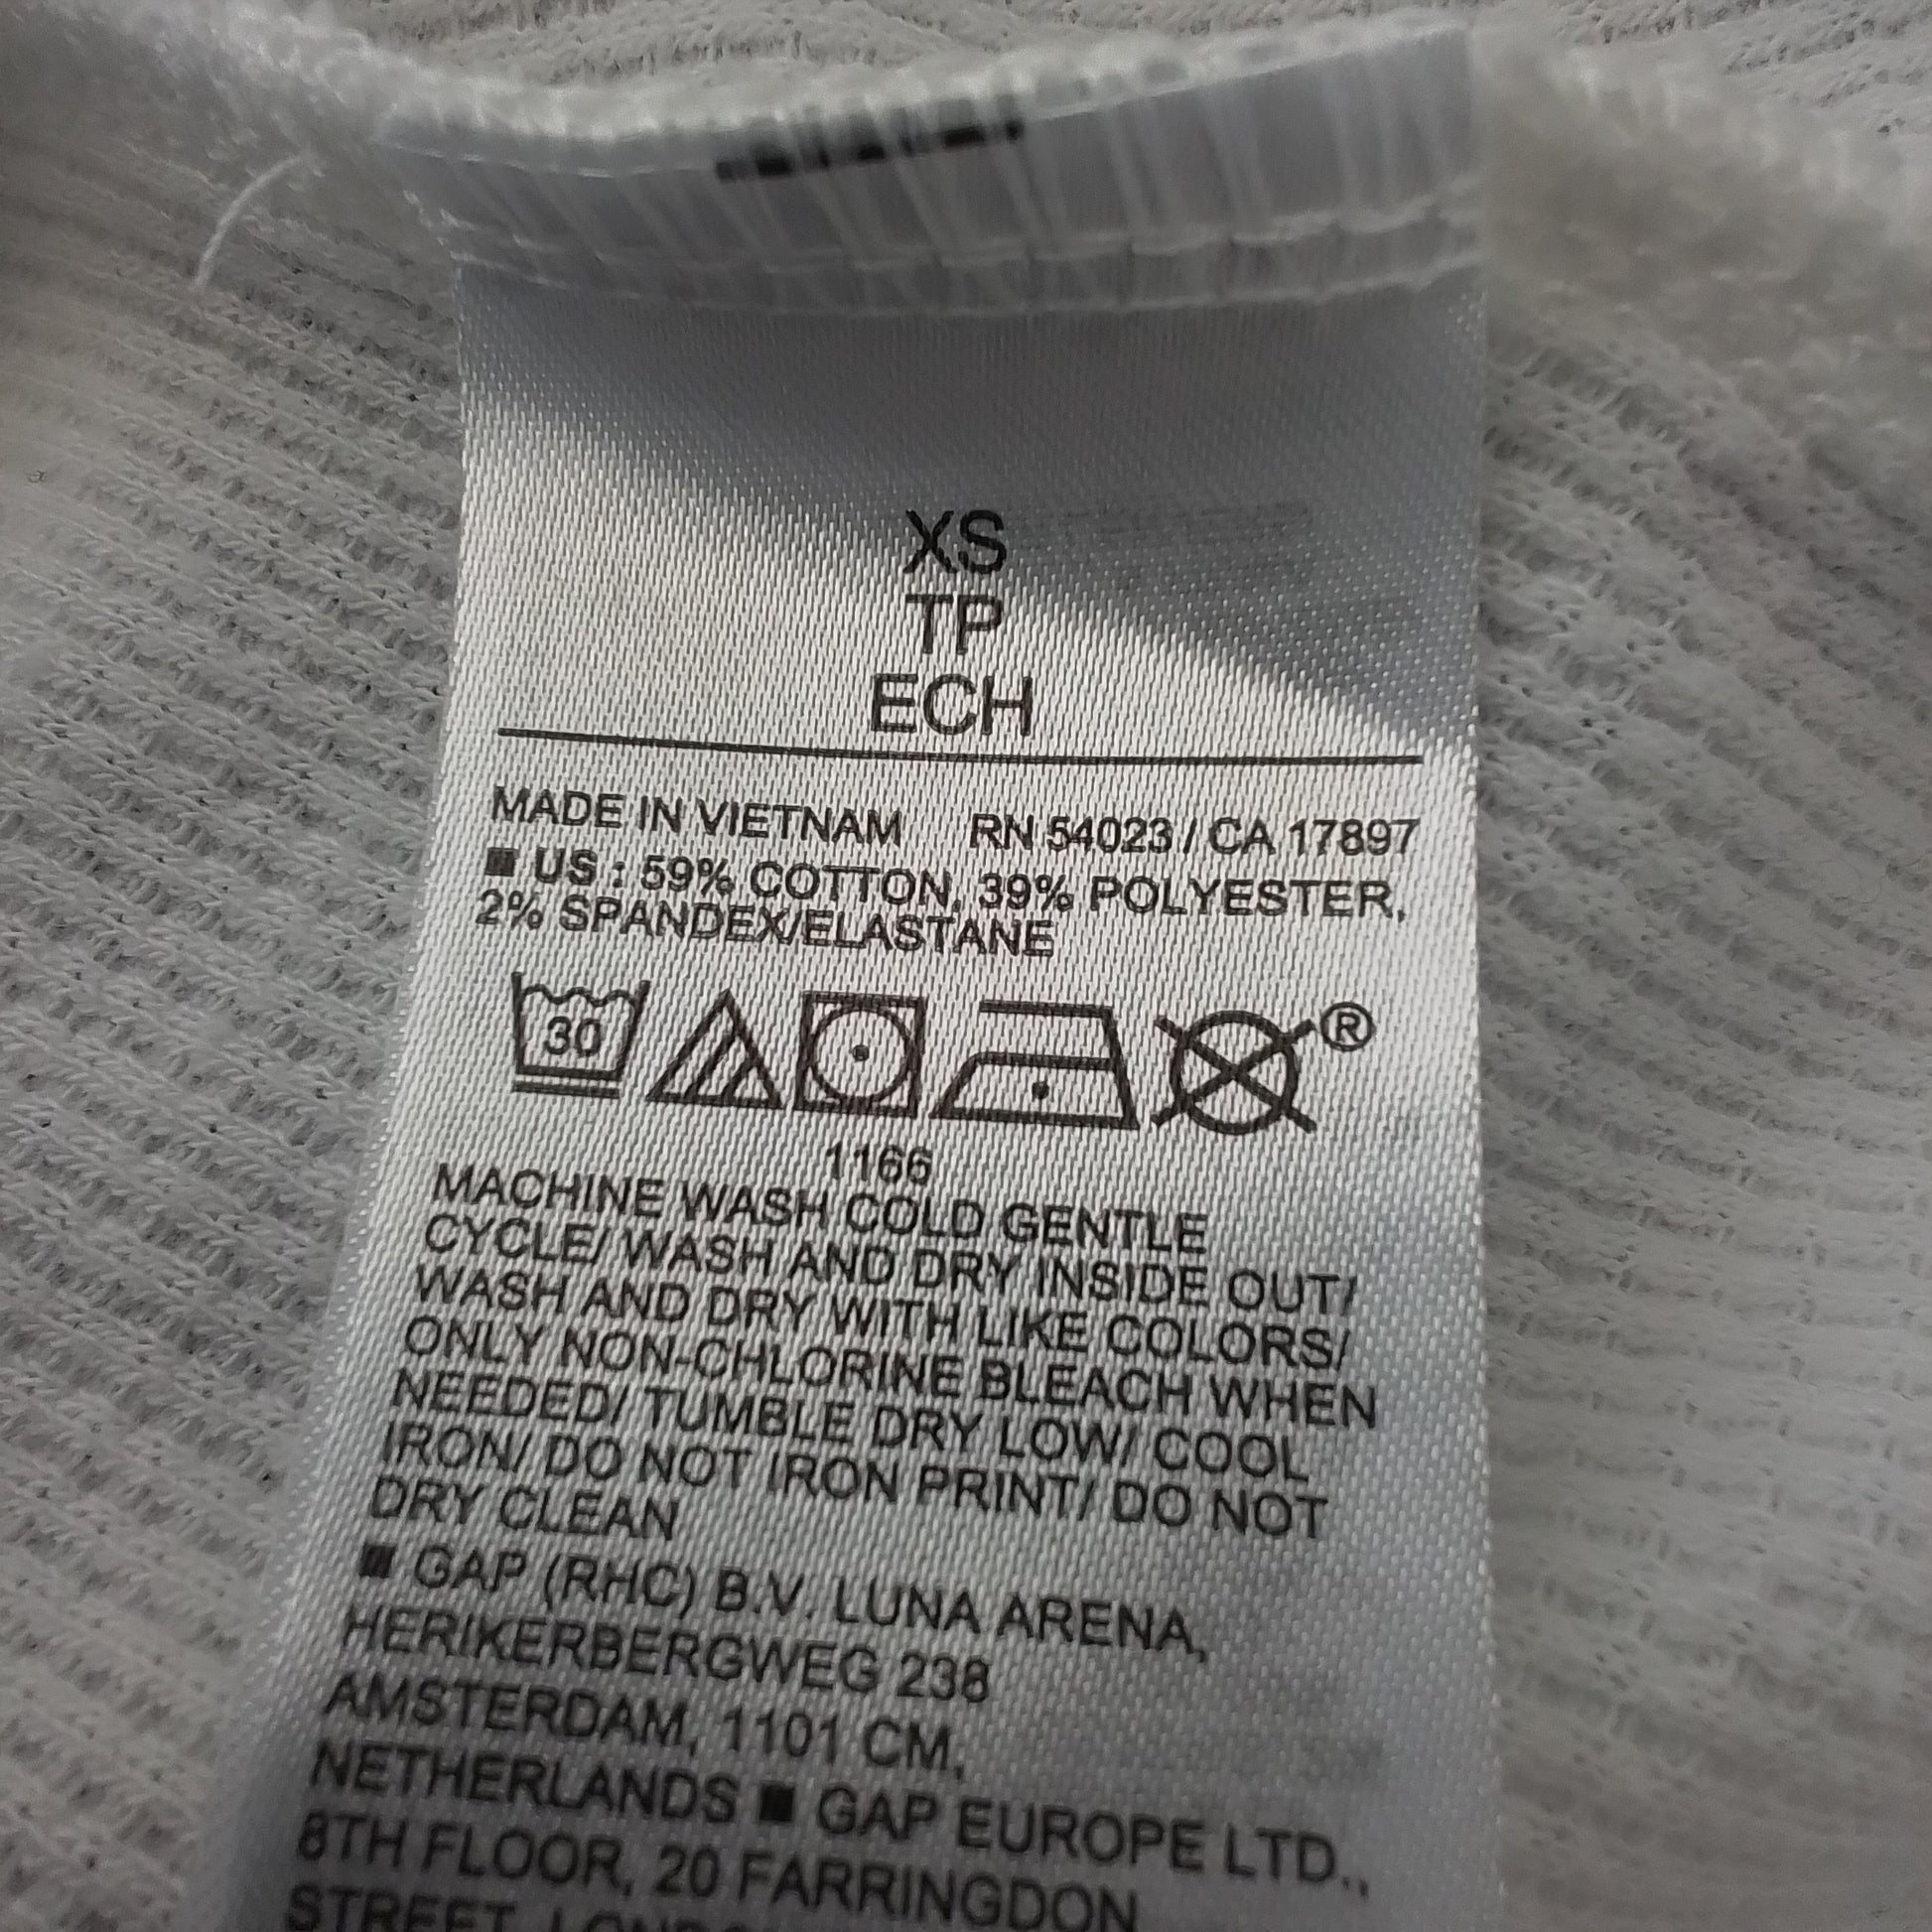 XS
TP
ECH
MADE IN VIETNAM RN 54023 / CA 17897
■ US : 59% COTTON, 39% POLYESTER,
2% SPANDEX/ELASTANE
30 ®
1166
MACHINE WASH COLD GENTLE
CYCLE/ WASH AND DRY INSIDE OUT/
WASH AND DRY WITH LIKE COLORS/
ONLY NON-CHLORINE BLEACH WHEN
NEEDED/ TUMBLE DRY LOW/ COOL
IRON/ DO NOT IRON PRINT/ DO NOT
DRY CLEAN
■ GAP (RHC) B.V. LUNA ARENA,
HERIKERBERGWEG 238
AMSTERDAM, 1101 CM,
NETHERLANDS ■ GAP EUROPE LTD.,
8TH FLOOR, 20 FARRINGDON
STREET,